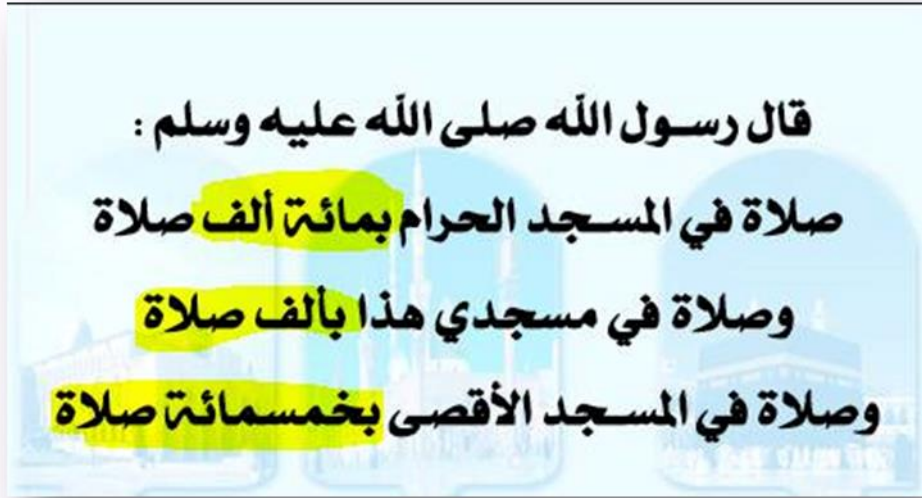 قال رسول الله صلى الله عليه وسلم :
صلاة في المسجد الحرام بمائة ألف صلاة
وصلاة في مسجدي هذا بألف صلاة
وصلاة في المسجد الأقصى بخمسمائة صلاة